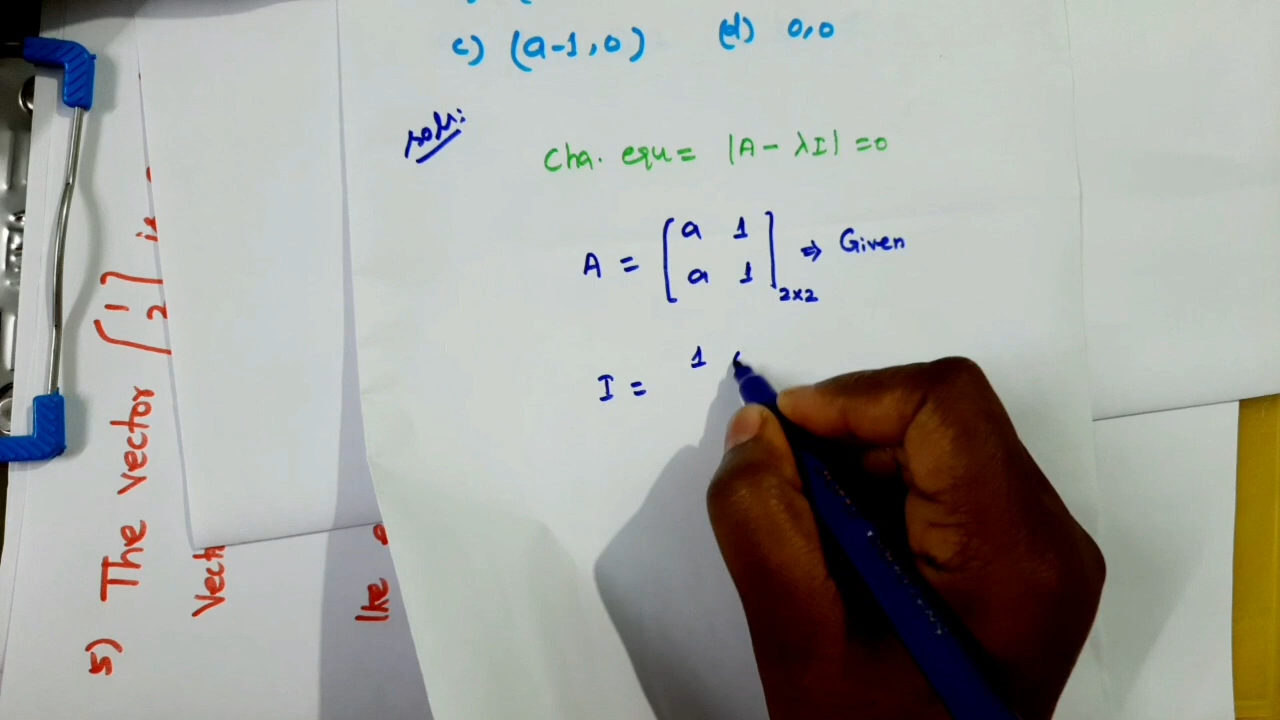 c) (a-1,0) (d) 0,0
soln:
Cha. equ = |A - λI| = 0
A = [a 1
a 1] 2x2 ⇒ Given
I = 1
5) The vector [1
2] is
Vect